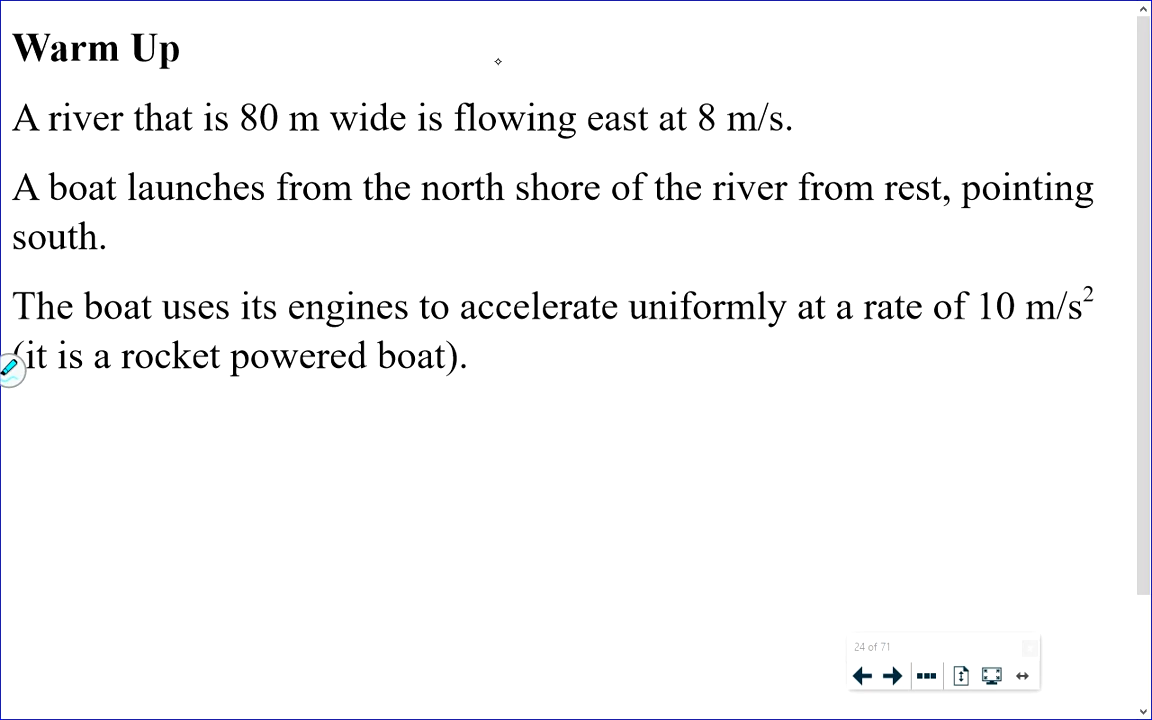 Warm Up
A river that is 80 m wide is flowing east at 8 m/s.
A boat launches from the north shore of the river from rest, pointing
south.
The boat uses its engines to accelerate uniformly at a rate of 10 m/s²
(it is a rocket powered boat).
24 of 71